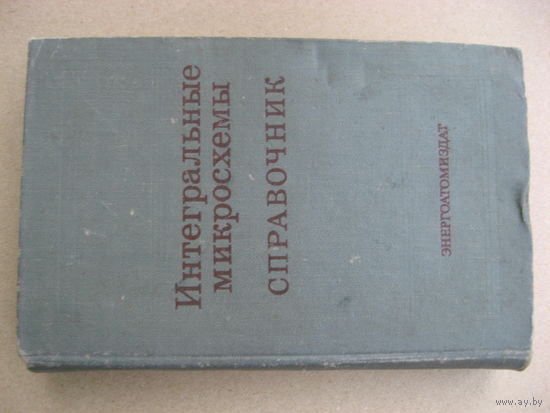 Интегральные
микросхемы
СПРАВОЧНИК
ЭНЕРГОАТОМИЗДАТ
www.ay.by